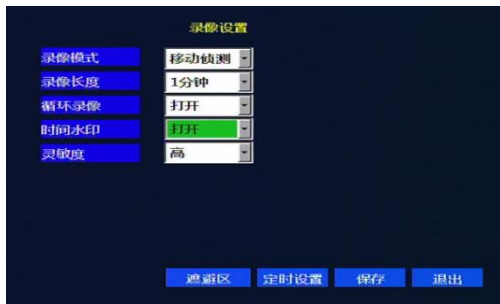 录像设置
录像模式 移动侦测
录像长度 1分钟
循环录像 打开
时间水印 打开
灵敏度 高
遮避区 定时设置 保存 退出